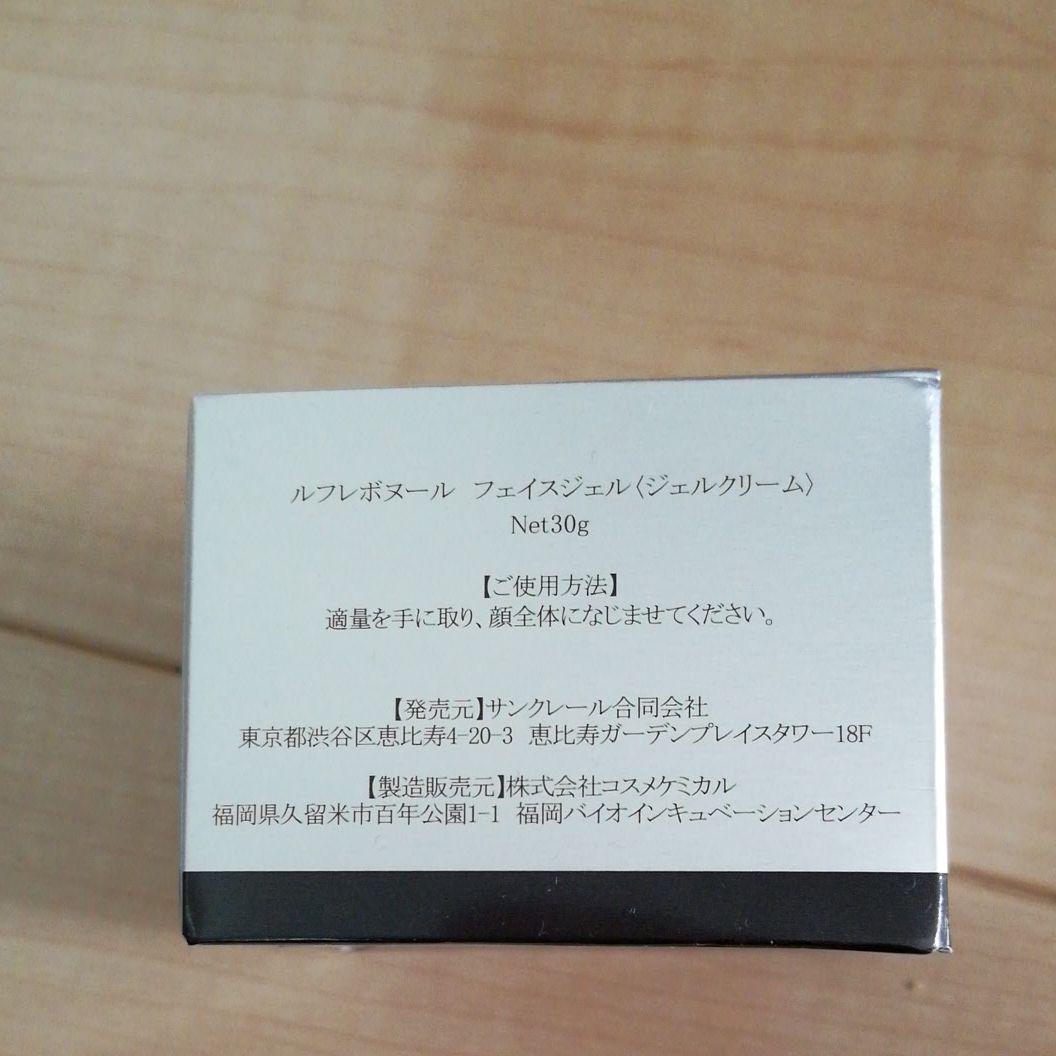 ルフレボヌール フェイスジェル〈ジェルクリーム〉
Net30g
【ご使用方法】
適量を手に取り、顔全体になじませてください。
【発売元】サンクレール合同会社
東京都渋谷区恵比寿4-20-3 恵比寿ガーデンプレイスタワー18F
【製造販売元】株式会社コスメケミカル
福岡県久留米市百年公園1-1 福岡バイオインキュベーションセンター